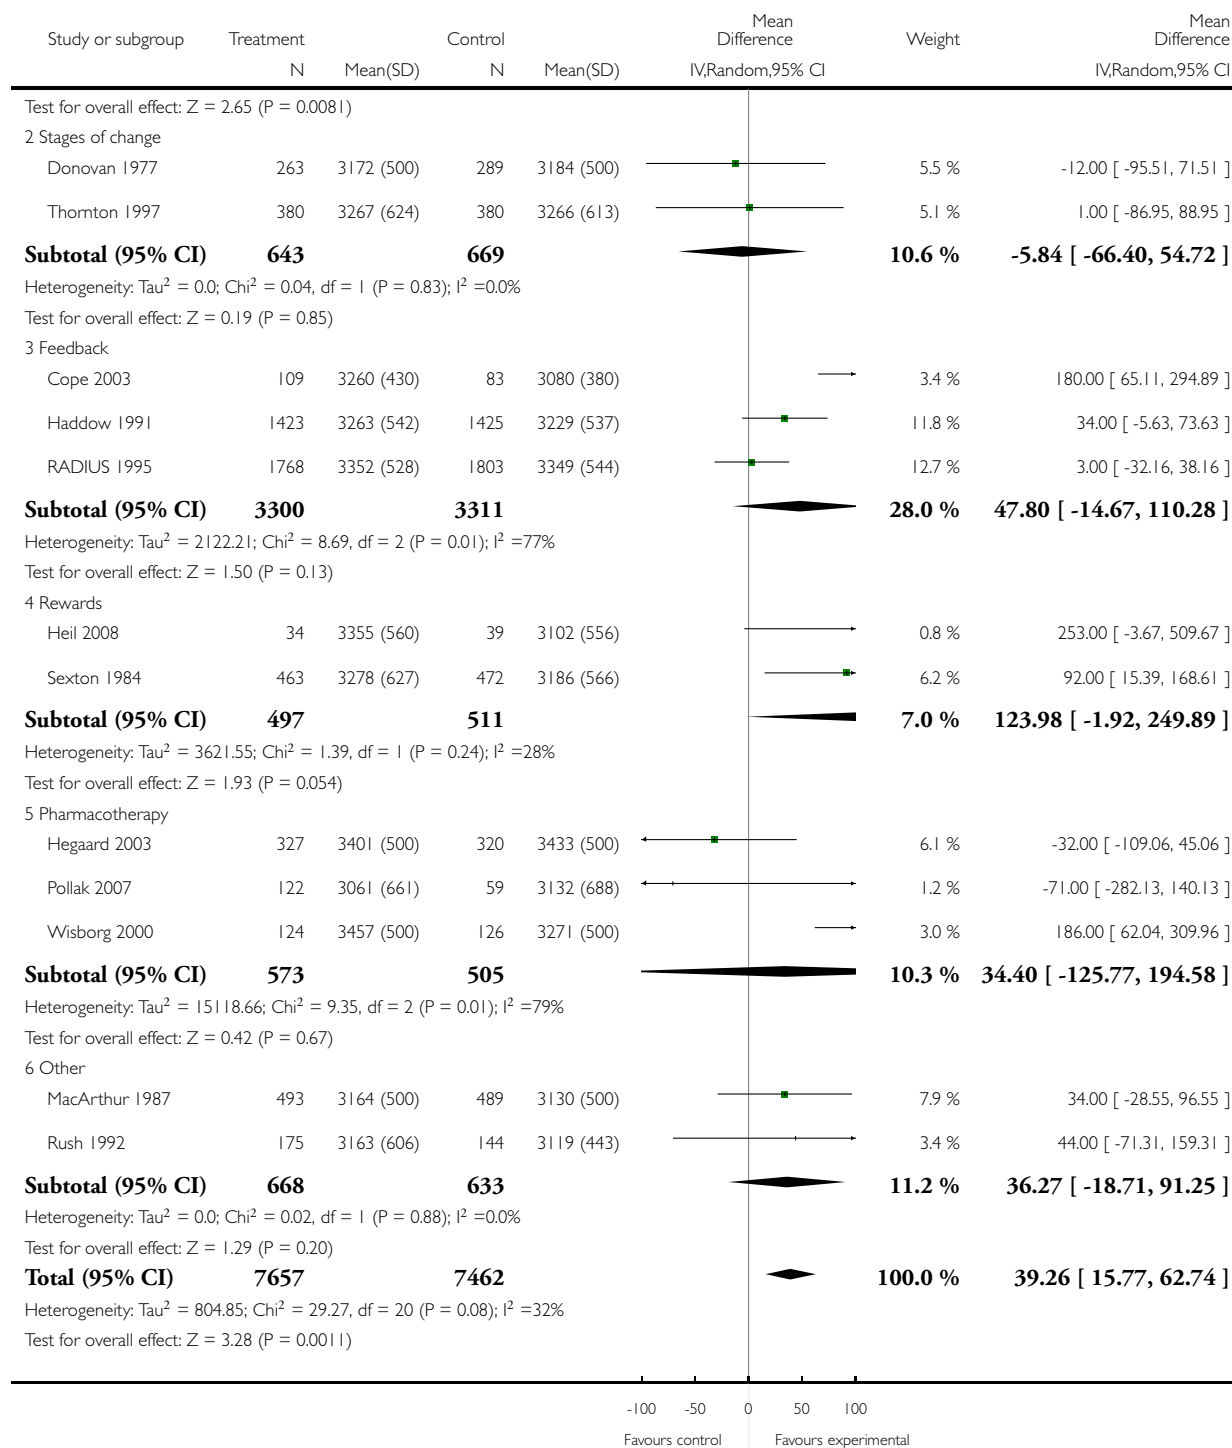 Study or subgroup Treatment Control Mean Difference Weight Mean Difference
N Mean(SD) N Mean(SD) IV,Random,95% CI IV,Random,95% CI
Test for overall effect: Z = 2.65 (P = 0.0081)
2 Stages of change
Donovan 1977 263 3172 (500) 289 3184 (500) 5.5 % -12.00 [ -95.51, 71.51 ]
Thornton 1997 380 3267 (624) 380 3266 (613) 5.1 % 1.00 [ -86.95, 88.95 ]
Subtotal (95% CI) 643 669 10.6 % -5.84 [ -66.40, 54.72 ]
Heterogeneity: Tau² = 0.0; Chi² = 0.04, df = 1 (P = 0.83); I² =0.0%
Test for overall effect: Z = 0.19 (P = 0.85)
3 Feedback
Cope 2003 109 3260 (430) 83 3080 (380) 3.4 % 180.00 [ 65.11, 294.89 ]
Haddow 1991 1423 3263 (542) 1425 3229 (537) 11.8 % 34.00 [ -5.63, 73.63 ]
RADIUS 1995 1768 3352 (528) 1803 3349 (544) 12.7 % 3.00 [ -32.16, 38.16 ]
Subtotal (95% CI) 3300 3311 28.0 % 47.80 [ -14.67, 110.28 ]
Heterogeneity: Tau² = 2122.21; Chi² = 8.69, df = 2 (P = 0.01); I² =77%
Test for overall effect: Z = 1.50 (P = 0.13)
4 Rewards
Heil 2008 34 3355 (560) 39 3102 (556) 0.8 % 253.00 [ -3.67, 509.67 ]
Sexton 1984 463 3278 (627) 472 3186 (566) 6.2 % 92.00 [ 15.39, 168.61 ]
Subtotal (95% CI) 497 511 7.0 % 123.98 [ -1.92, 249.89 ]
Heterogeneity: Tau² = 3621.55; Chi² = 1.39, df = 1 (P = 0.24); I² =28%
Test for overall effect: Z = 1.93 (P = 0.054)
5 Pharmacotherapy
Hegaard 2003 327 3401 (500) 320 3433 (500) 6.1 % -32.00 [ -109.06, 45.06 ]
Pollak 2007 122 3061 (661) 59 3132 (688) 1.2 % -71.00 [ -282.13, 140.13 ]
Wisborg 2000 124 3457 (500) 126 3271 (500) 3.0 % 186.00 [ 62.04, 309.96 ]
Subtotal (95% CI) 573 505 10.3 % 34.40 [ -125.77, 194.58 ]
Heterogeneity: Tau² = 15118.66; Chi² = 9.35, df = 2 (P = 0.01); I² =79%
Test for overall effect: Z = 0.42 (P = 0.67)
6 Other
MacArthur 1987 493 3164 (500) 489 3130 (500) 7.9 % 34.00 [ -28.55, 96.55 ]
Rush 1992 175 3163 (606) 144 3119 (443) 3.4 % 44.00 [ -71.31, 159.31 ]
Subtotal (95% CI) 668 633 11.2 % 36.27 [ -18.71, 91.25 ]
Heterogeneity: Tau² = 0.0; Chi² = 0.02, df = 1 (P = 0.88); I² =0.0%
Test for overall effect: Z = 1.29 (P = 0.20)
Total (95% CI) 7657 7462 100.0 % 39.26 [ 15.77, 62.74 ]
Heterogeneity: Tau² = 804.85; Chi² = 29.27, df = 20 (P = 0.08); I² =32%
Test for overall effect: Z = 3.28 (P = 0.0011)
-100 -50 0 50 100
Favours control Favours experimental